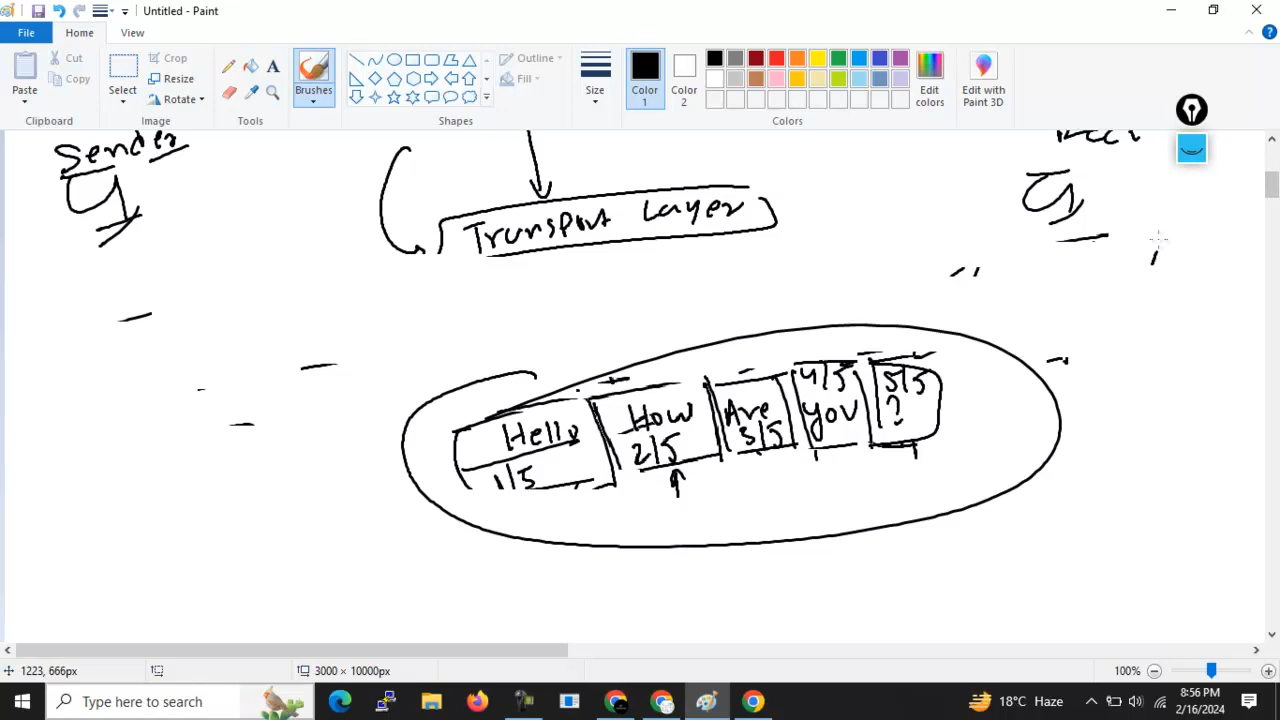 Untitled - Paint
File
Home
View
Paste
Cut
Copy
Clipboard
Select
Crop
Resize
Rotate
Image
Tools
Brushes
Shapes
Outline
Fill
Size
Color 1
Color 2
Edit colors
Colors
Edit with Paint 3D
Sender
Transport Layer
Hello
1/5
How
2/5
Are
3/5
4/5
you
5/5
?
1223, 666px
3000 × 10000px
100%
Type here to search
18°C Haze
8:56 PM
2/16/2024